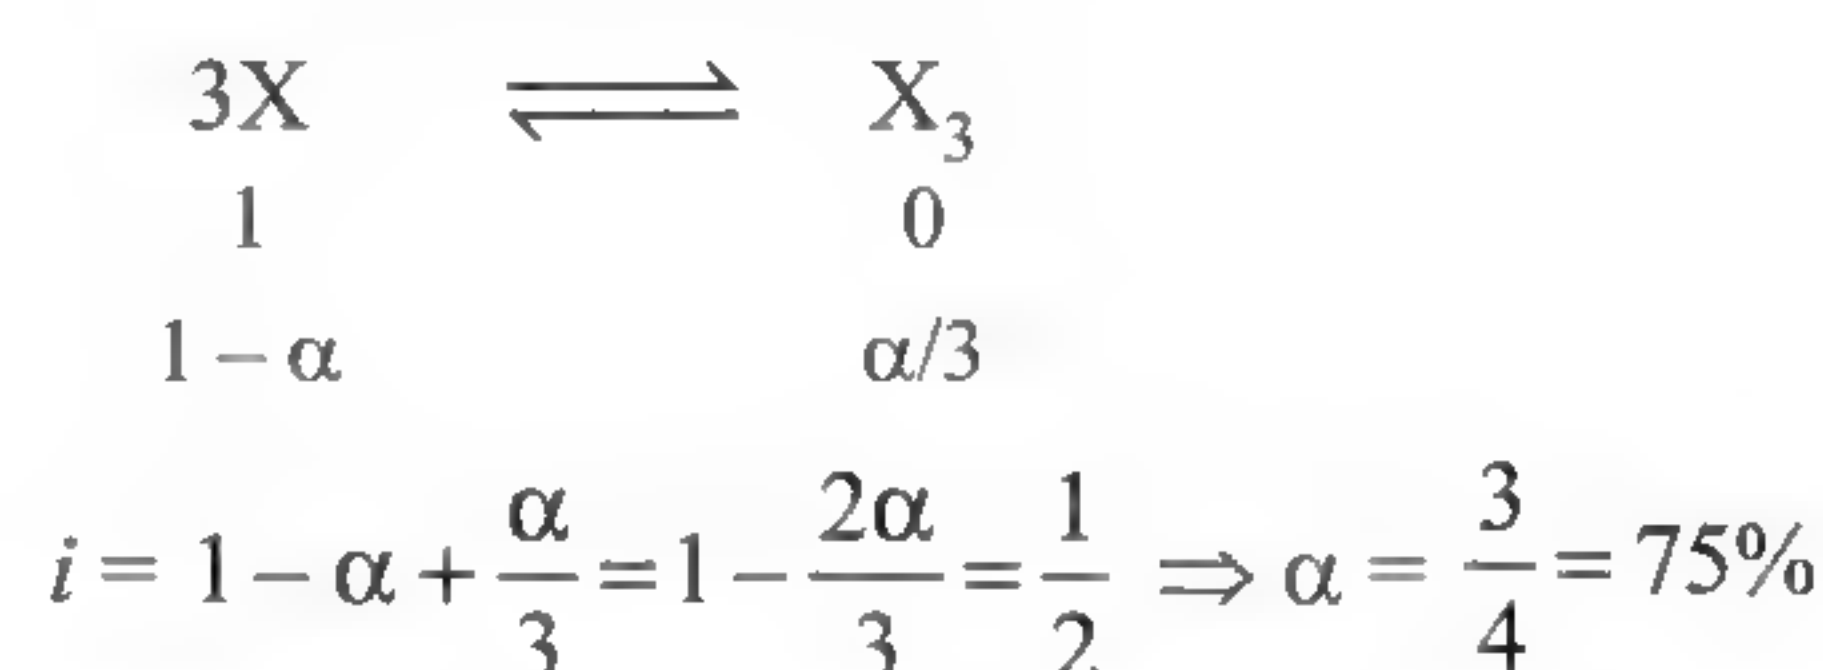 3X ⇌ X₃
1 0
1 – α α/3
i = 1 – α + α/3 = 1 – 2α/3 = 1/2 ⇒ α = 3/4 = 75%